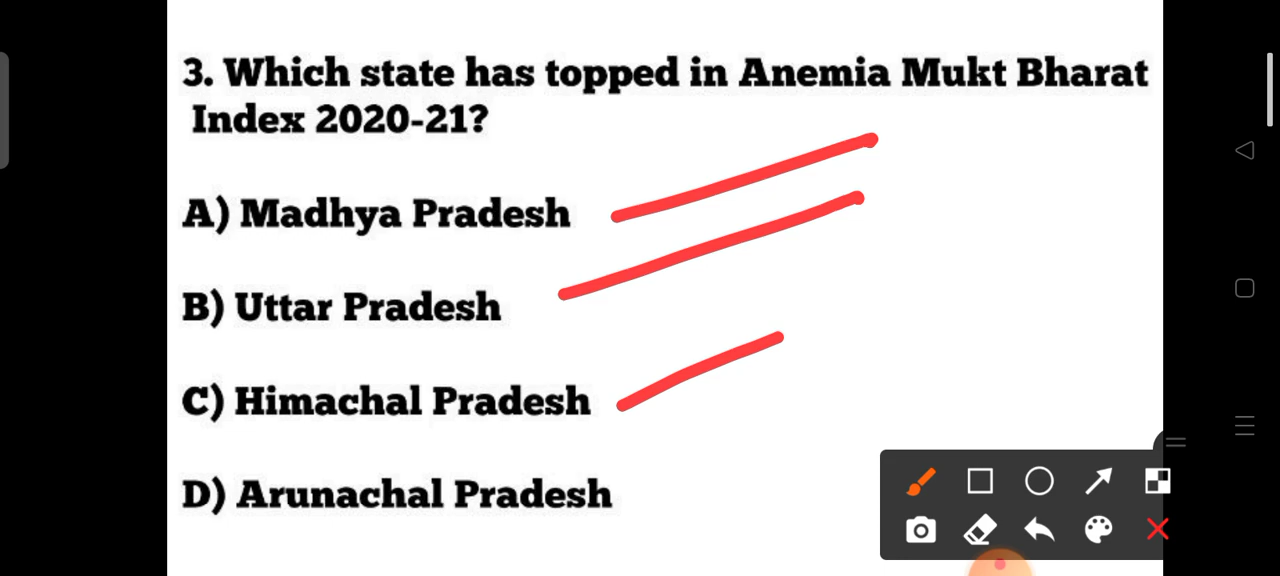 3. Which state has topped in Anemia Mukt Bharat
Index 2020-21?
A) Madhya Pradesh
B) Uttar Pradesh
C) Himachal Pradesh
D) Arunachal Pradesh